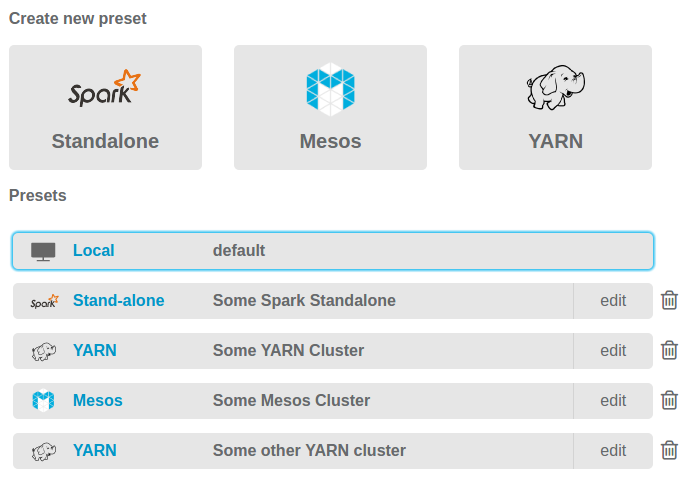 Create new preset
Spark
Standalone
Mesos
YARN
Presets
Local default
Spark Stand-alone Some Spark Standalone edit
YARN Some YARN Cluster edit
Mesos Some Mesos Cluster edit
YARN Some other YARN cluster edit